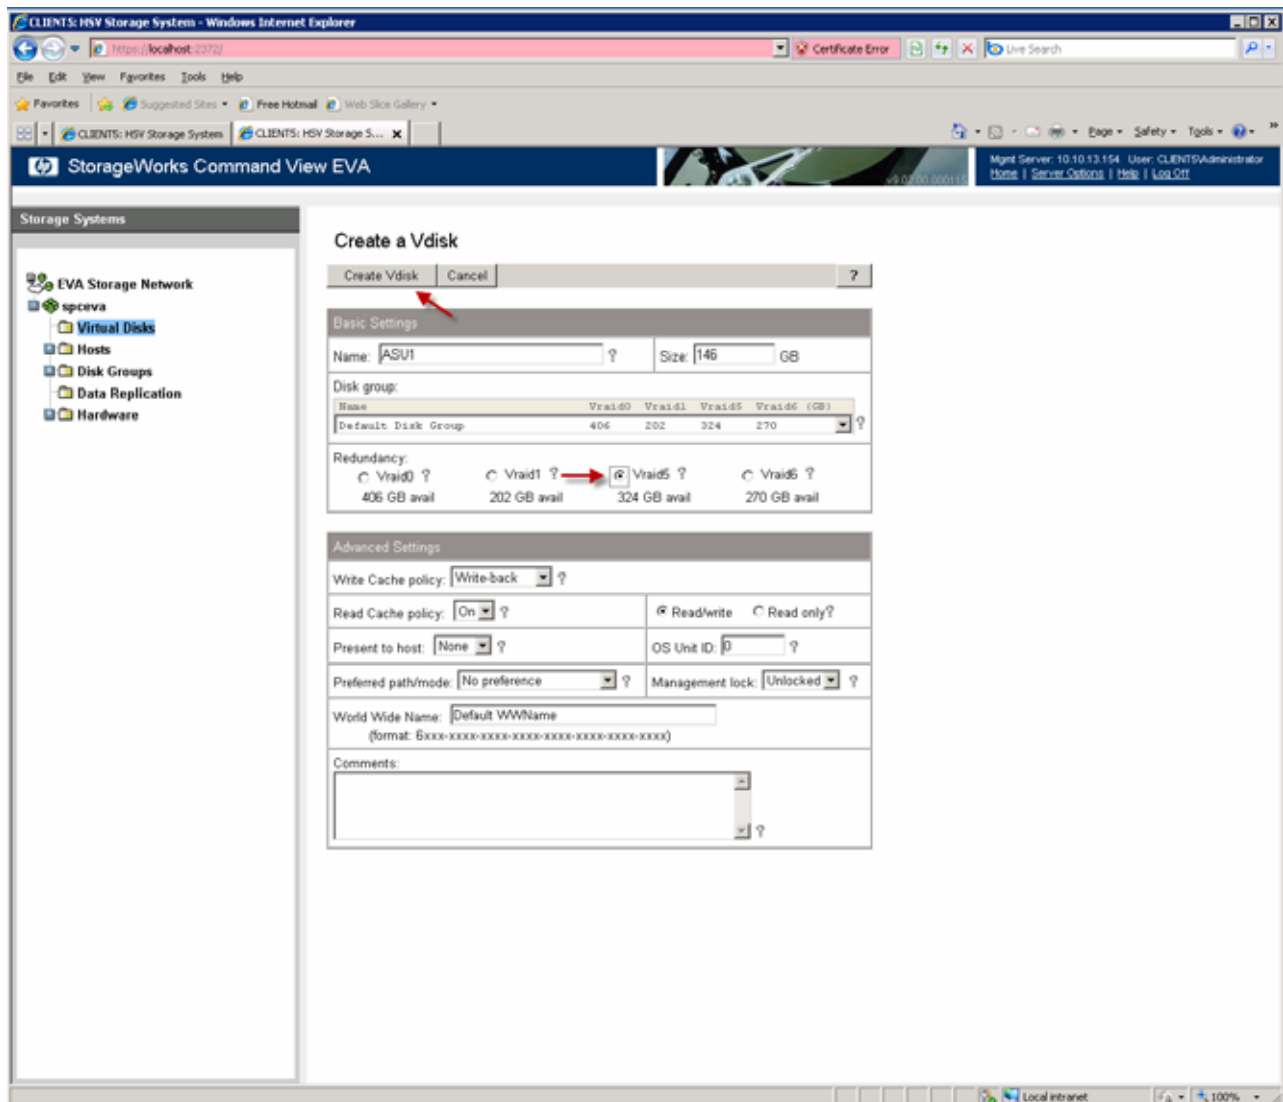 CLIENTS: HSV Storage System - Windows Internet Explorer
https://localhost:2372/
Certificate Error
Live Search
File Edit View Favorites Tools Help
Favorites Suggested Sites Free Hotmail Web Slice Gallery
CLIENTS: HSV Storage System CLIENTS: HSV Storage S... Page Safety Tools
StorageWorks Command View EVA
Mgmt Server: 10.10.13.154 User: CLIENTS\Administrator
Home | Server Options | Help | Log Off
Storage Systems
EVA Storage Network
spceva
Virtual Disks
Hosts
Disk Groups
Data Replication
Hardware
Create a Vdisk
Create Vdisk Cancel ?
Basic Settings
Name: ASU1 ? Size: 146 GB
Disk group:
Name Vraid0 Vraid1 Vraid5 Vraid6 (GB)
Default Disk Group 406 202 324 270 ?
Redundancy:
Vraid0 ? Vraid1 ? Vraid5 ? Vraid6 ?
406 GB avail 202 GB avail 324 GB avail 270 GB avail
Advanced Settings
Write Cache policy: Write-back ?
Read Cache policy: On ? Read/write Read only?
Present to host: None ? OS Unit ID: 0 ?
Preferred path/mode: No preference ? Management lock: Unlocked ?
World Wide Name: Default WWName
(format: 6xxx-xxxx-xxxx-xxxx-xxxx-xxxx-xxxx-xxxx)
Comments:
?
Local intranet 100%